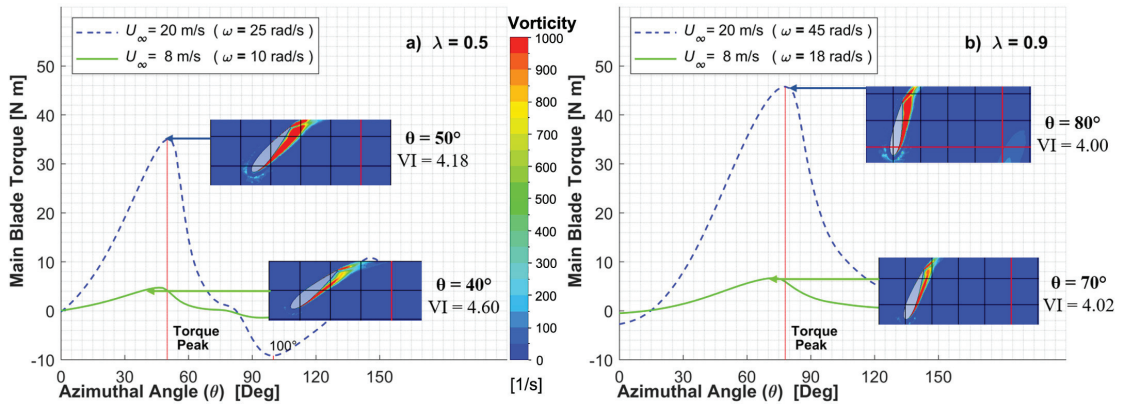 U∞ = 20 m/s ( ω = 25 rad/s)
U∞ = 8 m/s ( ω = 10 rad/s)
a) λ = 0.5
Main Blade Torque [N m]
50
40
30
20
10
0
-10
θ = 50°
VI = 4.18
θ = 40°
VI = 4.60
Torque
Peak
100°
0 30 60 90 120 150
Azimuthal Angle (θ) [Deg]
Vorticity
1000
900
800
700
600
500
400
300
200
100
0
[1/s]
U∞ = 20 m/s ( ω = 45 rad/s)
U∞ = 8 m/s ( ω = 18 rad/s)
b) λ = 0.9
Main Blade Torque [N m]
50
40
30
20
10
0
-10
θ = 80°
VI = 4.00
θ = 70°
VI = 4.02
Torque
Peak
0 30 60 90 120 150
Azimuthal Angle (θ) [Deg]